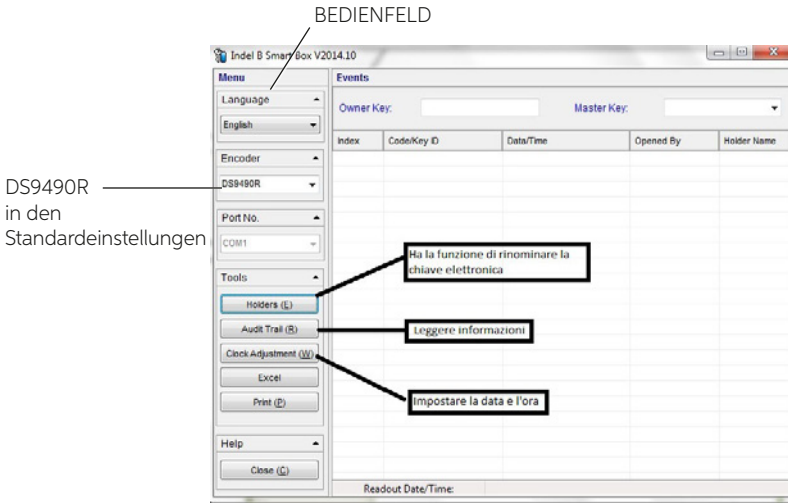 BEDIENFELD
Indel B Smart Box V2014.10
Menu
Events
Language
English
Owner Key:
Master Key:
Index
Code/Key ID
Data/Time
Opened By
Holder Name
Encoder
DS9490R
DS9490R
in den
Standardeinstellungen
Port No.
COM1
Ha la funzione di rinominare la
chiave elettronica
Tools
Holders (E)
Audit Trail (R)
Leggere informazioni
Clock Adjustment (W)
Excel
Print (P)
Impostare la data e l'ora
Help
Close (C)
Readout Date/Time: